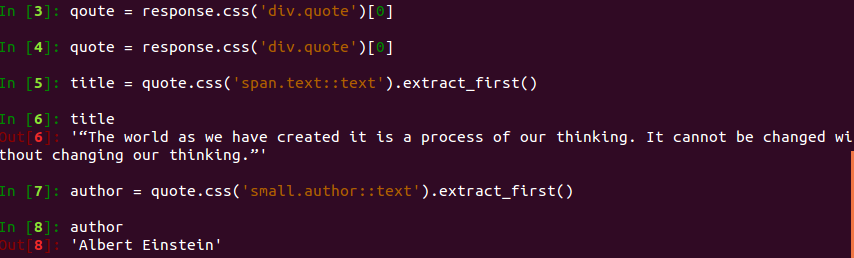 In [3]: qoute = response.css('div.quote')[0]
In [4]: quote = response.css('div.quote')[0]
In [5]: title = quote.css('span.text::text').extract_first()
In [6]: title
Out[6]: '“The world as we have created it is a process of our thinking. It cannot be changed wi
thout changing our thinking.”'
In [7]: author = quote.css('small.author::text').extract_first()
In [8]: author
Out[8]: 'Albert Einstein'